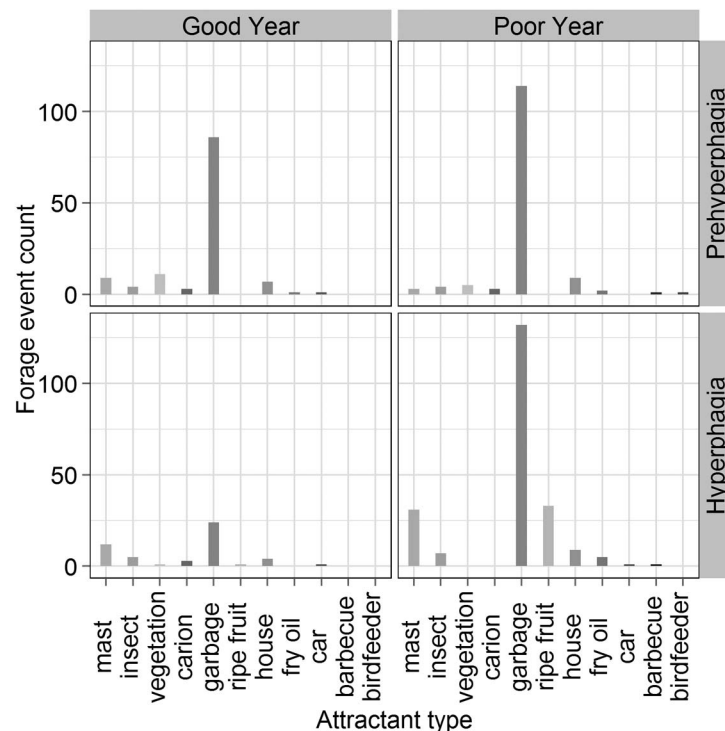 Good Year
Poor Year
Forage event count
100
50
0
Prehyperphagia
100
50
0
Hyperphagia
mast
insect
vegetation
carion
garbage
ripe fruit
house
fry oil
car
barbecue
birdfeeder
mast
insect
vegetation
carion
garbage
ripe fruit
house
fry oil
car
barbecue
birdfeeder
Attractant type